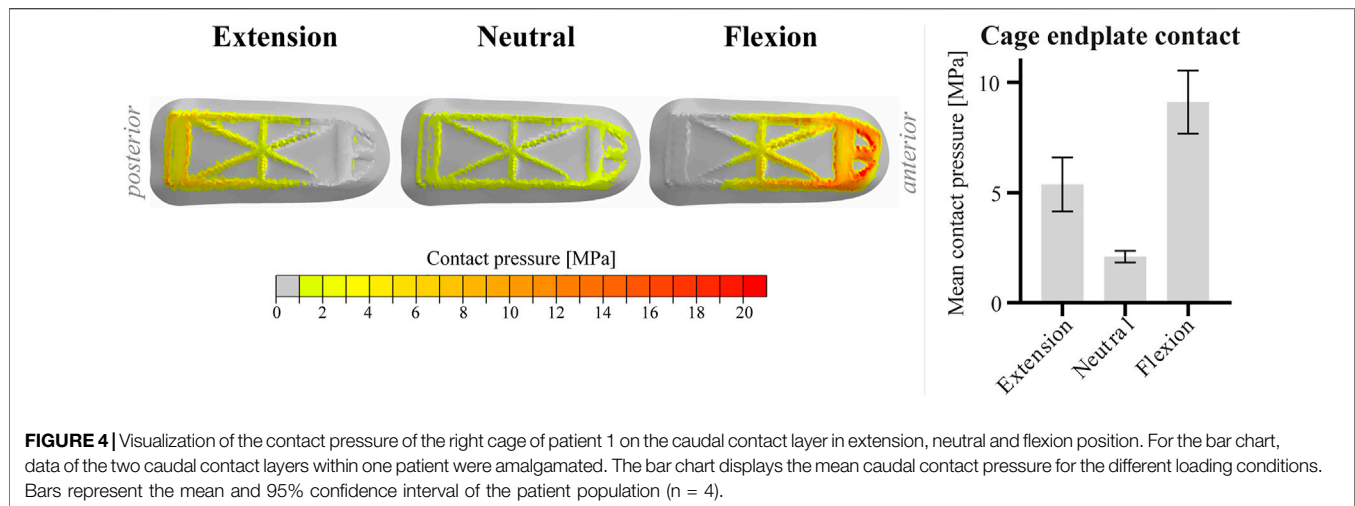 Extension Neutral Flexion
posterior
anterior
Contact pressure [MPa]
0 2 4 6 8 10 12 14 16 18 20
Cage endplate contact
Mean contact pressure [MPa]
10
5
0
Extension
Neutral
Flexion
FIGURE 4 | Visualization of the contact pressure of the right cage of patient 1 on the caudal contact layer in extension, neutral and flexion position. For the bar chart,
data of the two caudal contact layers within one patient were amalgamated. The bar chart displays the mean caudal contact pressure for the different loading conditions.
Bars represent the mean and 95% confidence interval of the patient population (n = 4).